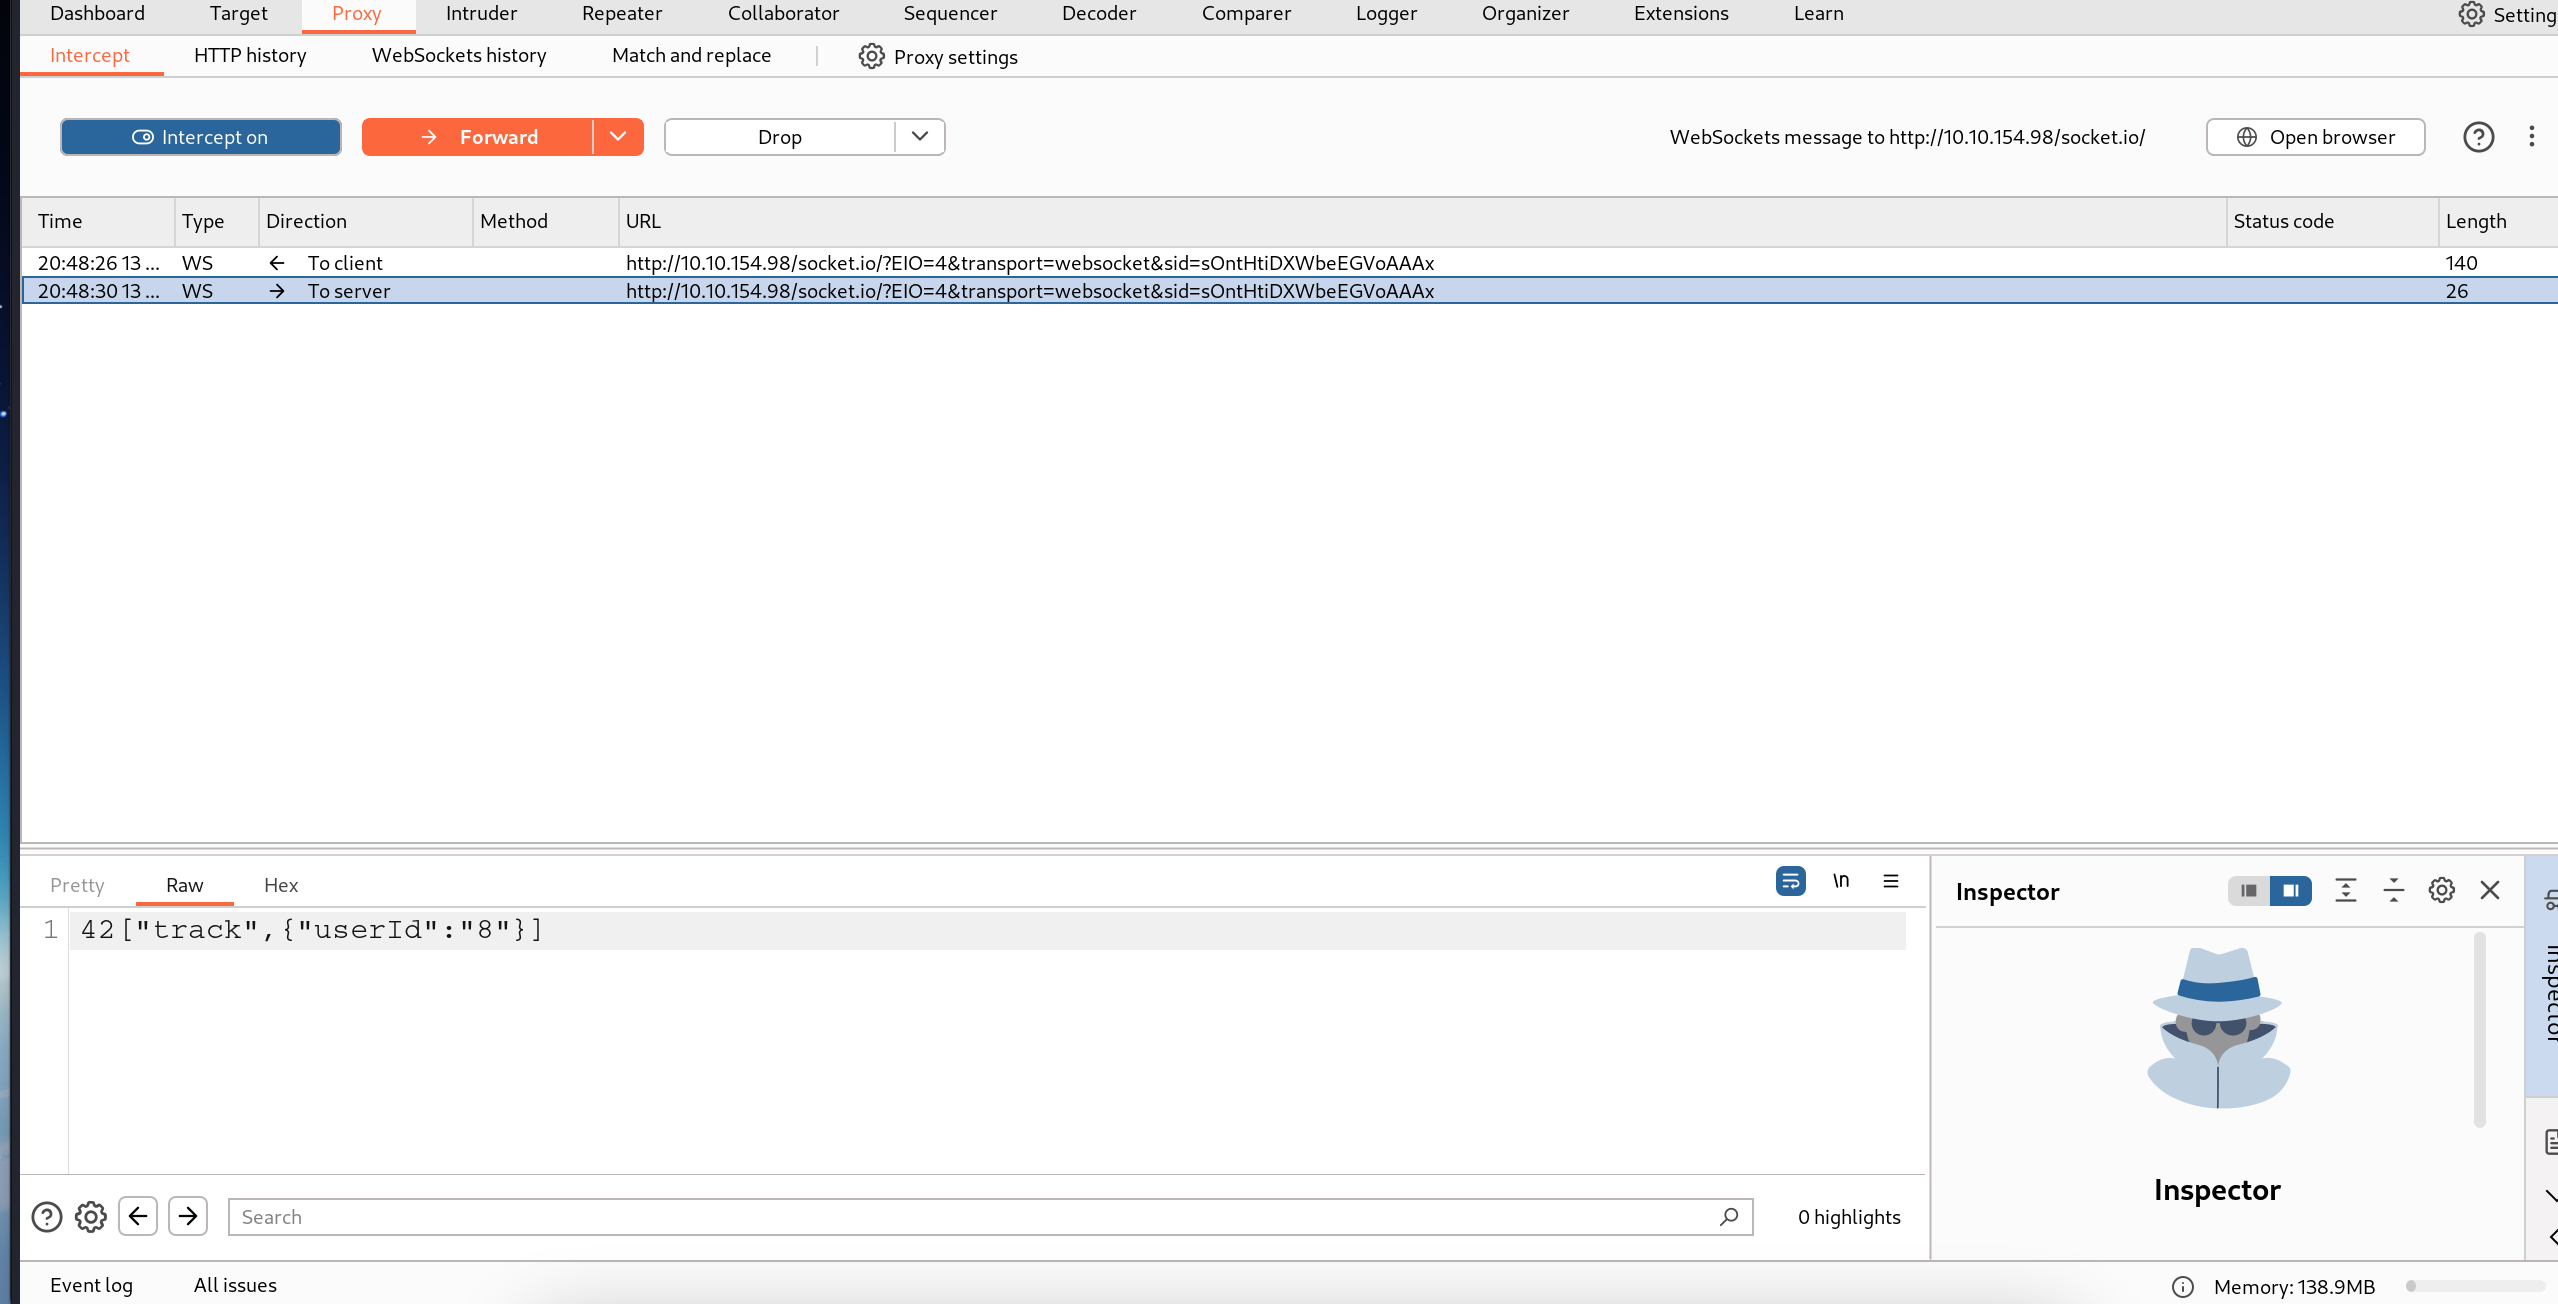 Dashboard Target Proxy Intruder Repeater Collaborator Sequencer Decoder Comparer Logger Organizer Extensions Learn Setting
Intercept HTTP history WebSockets history Match and replace Proxy settings
Intercept on Forward Drop WebSockets message to http://10.10.154.98/socket.io/ Open browser
Time Type Direction Method URL Status code Length
20:48:26 13 ... WS ← To client http://10.10.154.98/socket.io/?EIO=4&transport=websocket&sid=sOntHtiDXWbeEGVoAAAx 140
20:48:30 13 ... WS → To server http://10.10.154.98/socket.io/?EIO=4&transport=websocket&sid=sOntHtiDXWbeEGVoAAAx 26
Pretty Raw Hex \n
Inspector
1 42["track",{"userId":"8"}]
Inspector
Inspector
Search 0 highlights
Event log All issues Memory: 138.9MB